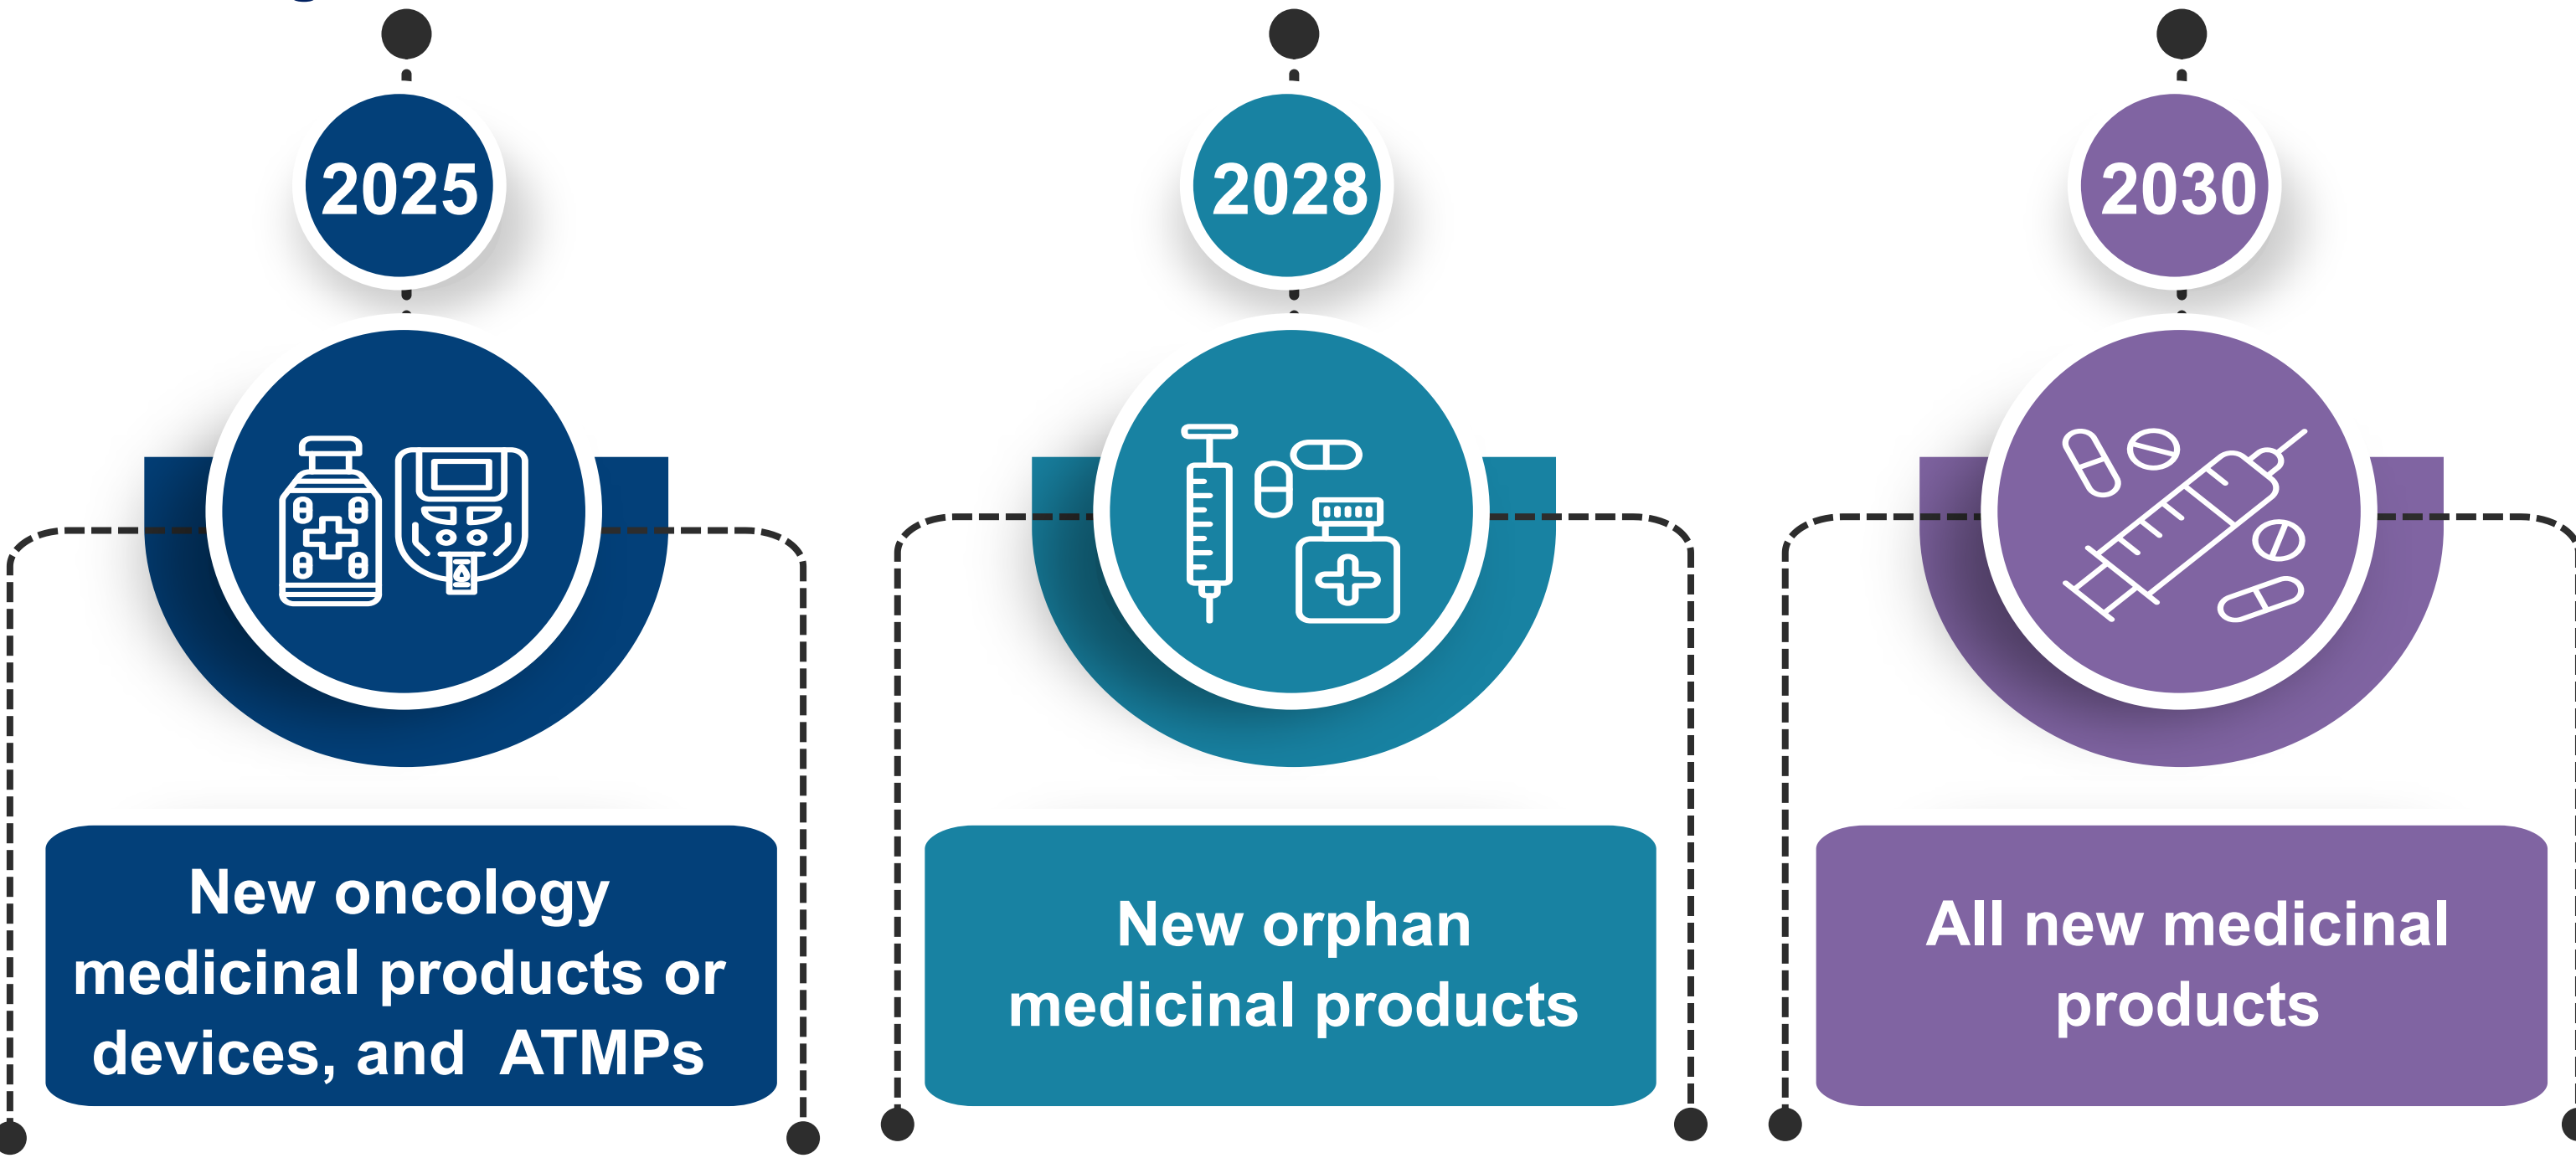 2025
New oncology
medicinal products or
devices, and ATMPs
2028
New orphan
medicinal products
2030
All new medicinal
products